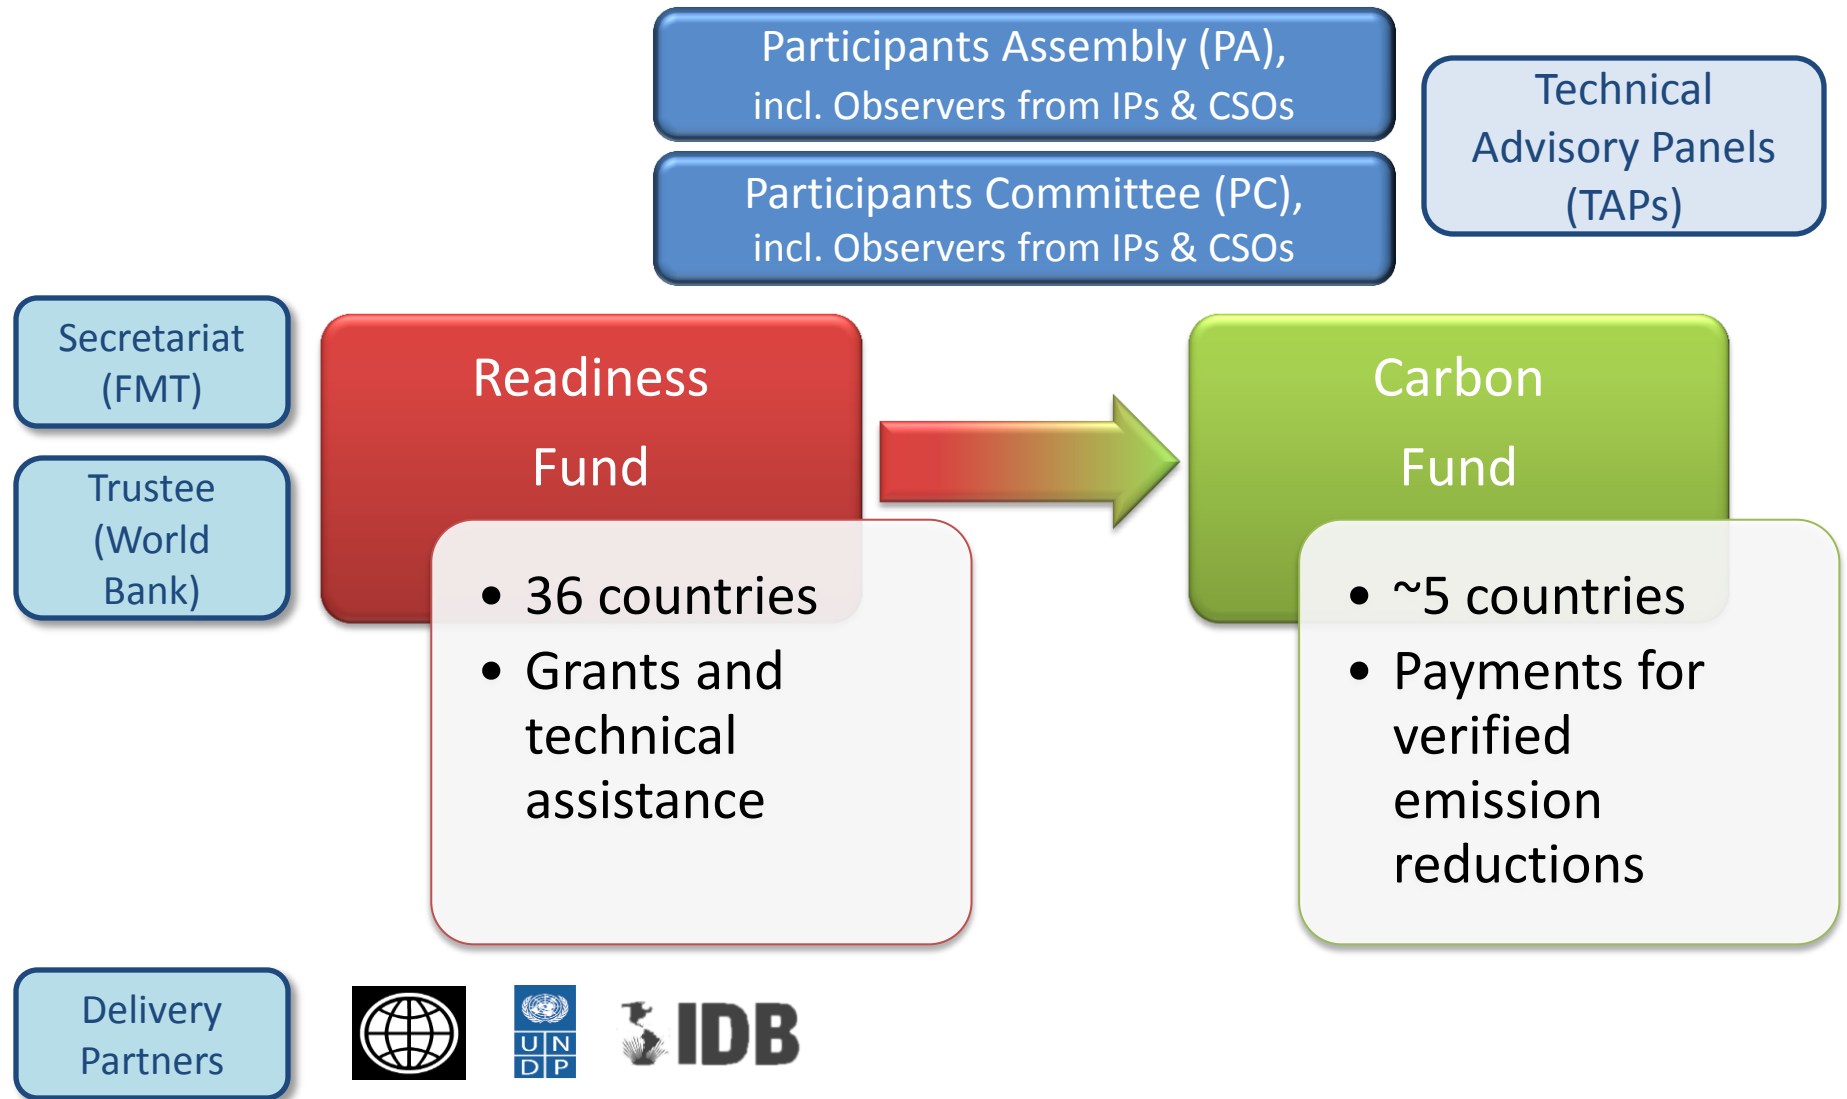 Participants Assembly (PA),
incl. Observers from IPs & CSOs
Participants Committee (PC),
incl. Observers from IPs & CSOs
Technical
Advisory Panels
(TAPs)
Secretariat
(FMT)
Trustee
(World
Bank)
Readiness
Fund
• 36 countries
• Grants and
technical
assistance
Carbon
Fund
• ~5 countries
• Payments for
verified
emission
reductions
Delivery
Partners
U N
D P
IDB